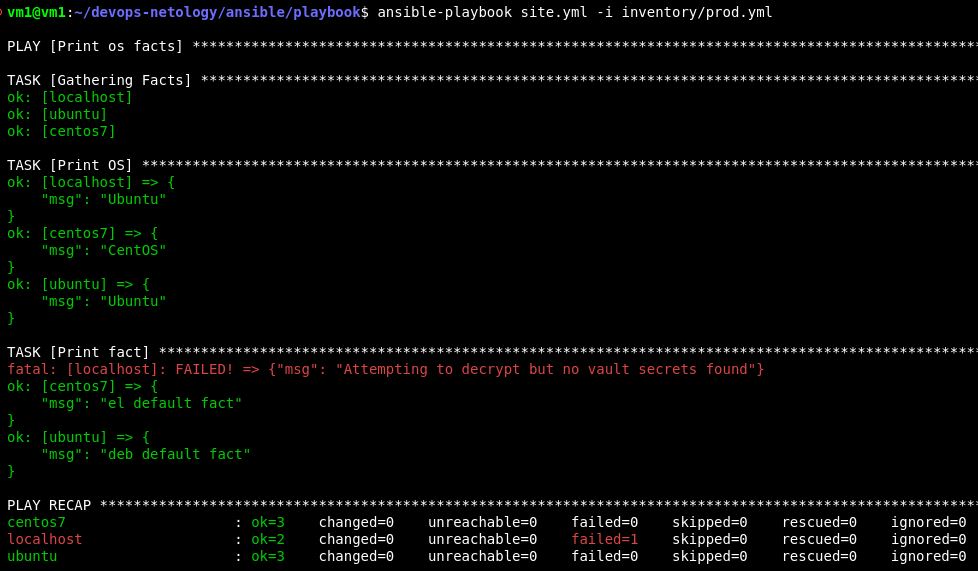 vm1@vm1:~/devops-netology/ansible/playbook$ ansible-playbook site.yml -i inventory/prod.yml

PLAY [Print os facts] *********************************************************************************************

TASK [Gathering Facts] ********************************************************************************************
ok: [localhost]
ok: [ubuntu]
ok: [centos7]

TASK [Print OS] ***************************************************************************************************
ok: [localhost] => {
    "msg": "Ubuntu"
}
ok: [centos7] => {
    "msg": "CentOS"
}
ok: [ubuntu] => {
    "msg": "Ubuntu"
}

TASK [Print fact] *************************************************************************************************
fatal: [localhost]: FAILED! => {"msg": "Attempting to decrypt but no vault secrets found"}
ok: [centos7] => {
    "msg": "el default fact"
}
ok: [ubuntu] => {
    "msg": "deb default fact"
}

PLAY RECAP ********************************************************************************************************
centos7                    : ok=3    changed=0    unreachable=0    failed=0    skipped=0    rescued=0    ignored=0
localhost                  : ok=2    changed=0    unreachable=0    failed=1    skipped=0    rescued=0    ignored=0
ubuntu                     : ok=3    changed=0    unreachable=0    failed=0    skipped=0    rescued=0    ignored=0